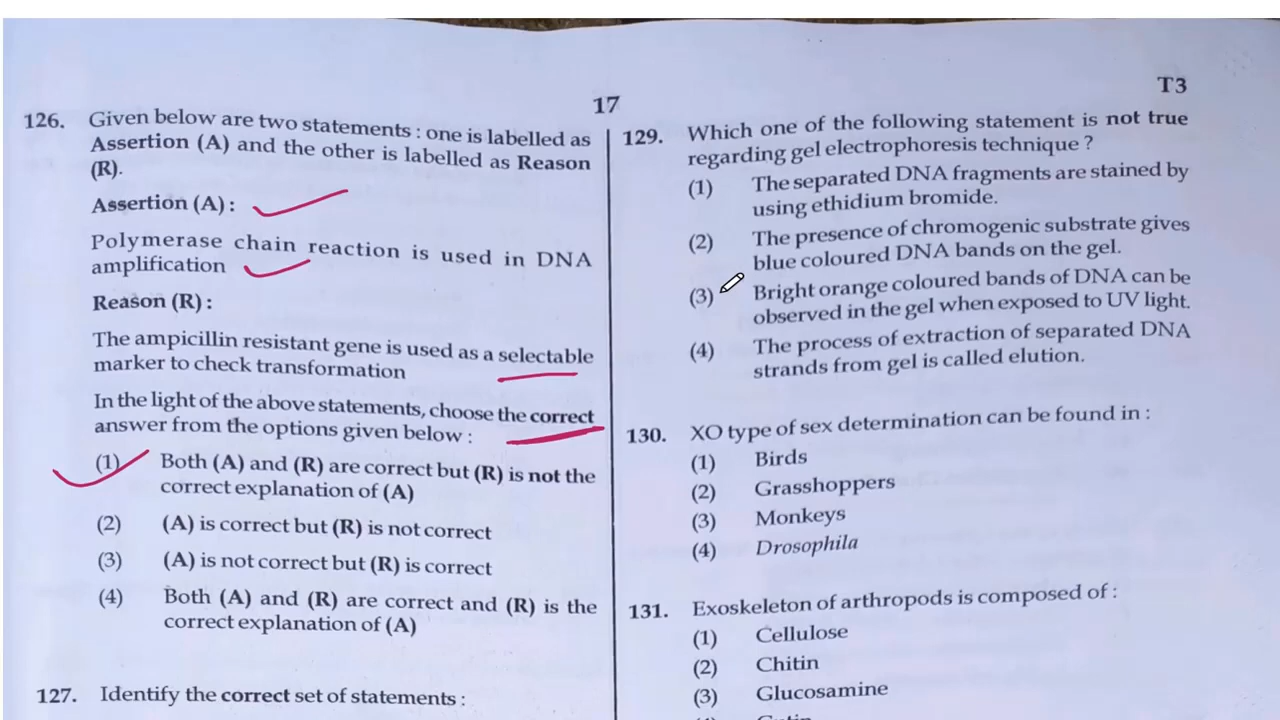 17
T3
126. Given below are two statements : one is labelled as
Assertion (A) and the other is labelled as Reason
(R).
Assertion (A) :
Polymerase chain reaction is used in DNA
amplification
Reason (R) :
The ampicillin resistant gene is used as a selectable
marker to check transformation
In the light of the above statements, choose the correct
answer from the options given below :
(1) Both (A) and (R) are correct but (R) is not the
correct explanation of (A)
(2) (A) is correct but (R) is not correct
(3) (A) is not correct but (R) is correct
(4) Both (A) and (R) are correct and (R) is the
correct explanation of (A)
127. Identify the correct set of statements :
129. Which one of the following statement is not true
regarding gel electrophoresis technique ?
(1) The separated DNA fragments are stained by
using ethidium bromide.
(2) The presence of chromogenic substrate gives
blue coloured DNA bands on the gel.
(3) Bright orange coloured bands of DNA can be
observed in the gel when exposed to UV light.
(4) The process of extraction of separated DNA
strands from gel is called elution.
130. XO type of sex determination can be found in :
(1) Birds
(2) Grasshoppers
(3) Monkeys
(4) Drosophila
131. Exoskeleton of arthropods is composed of :
(1) Cellulose
(2) Chitin
(3) Glucosamine